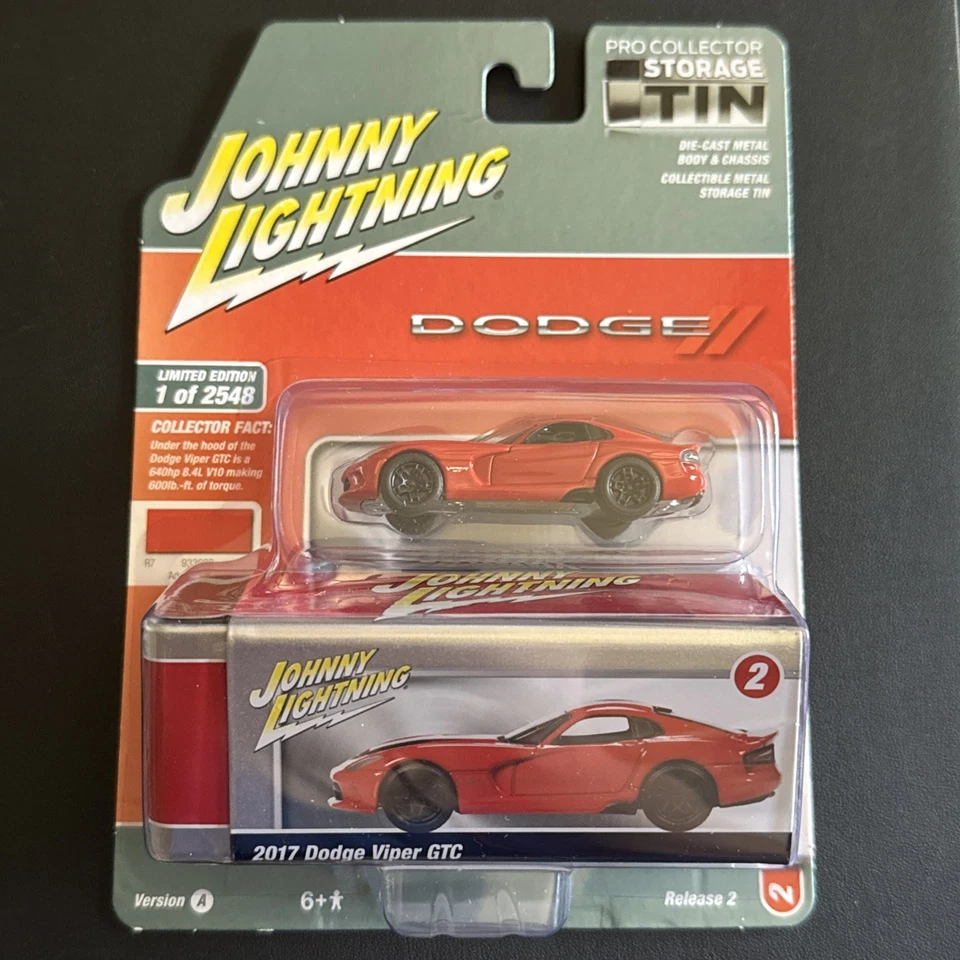 PRO COLLECTOR
STORAGE
TIN
DIE-CAST METAL
BODY & CHASSIS
COLLECTIBLE METAL
STORAGE TIN
JOHNNY
LIGHTNING®
DODGE
LIMITED EDITION
1 of 2548
COLLECTOR FACT:
Under the hood of the
Dodge Viper GTC is a
640hp 8.4L V10 making
600lb.-ft. of torque.
R7
JOHNNY
LIGHTNING
JOHNNY
LIGHTNING
2
2017 Dodge Viper GTC
Version A
6+
Release 2
2